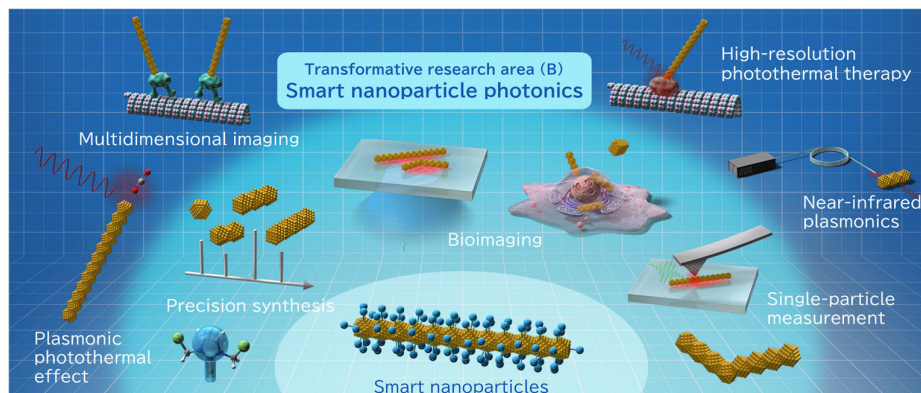 Transformative research area (B)
Smart nanoparticle photonics
High-resolution
photothermal therapy
Multidimensional imaging
Near-infrared
plasmonics
Bioimaging
Precision synthesis
Single-particle
measurement
Plasmonic
photothermal
effect
Smart nanoparticles